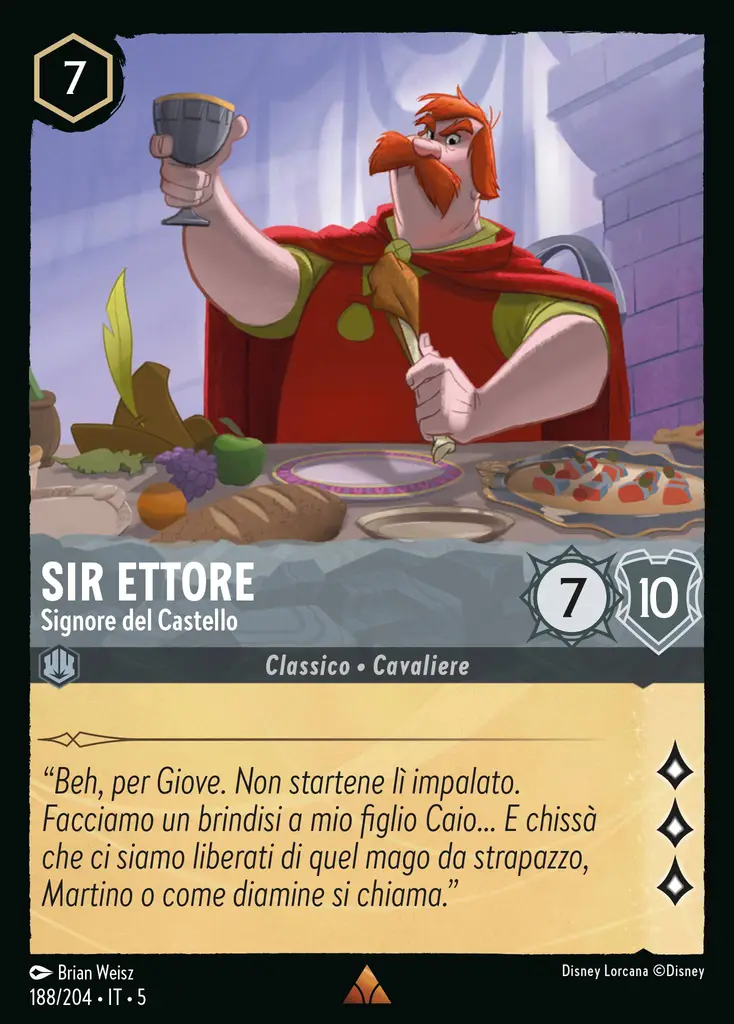 7
SIR ETTORE
Signore del Castello
7
10
Classico • Cavaliere
“Beh, per Giove. Non startene lì impalato.
Facciamo un brindisi a mio figlio Caio... E chissà
che ci siamo liberati di quel mago da strapazzo,
Martino o come diamine si chiama.”
Brian Weisz
Disney Lorcana ©Disney
188/204 • IT • 5